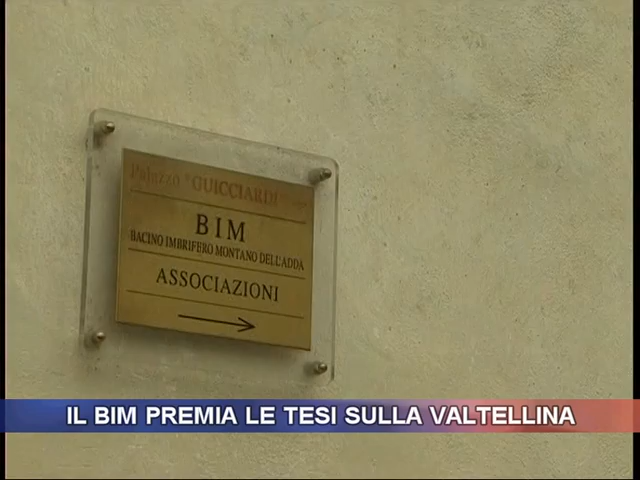 Palazzo "GUICCIARDI"
BIM
BACINO IMBRIFERO MONTANO DELL'ADDA
ASSOCIAZIONI
IL BIM PREMIA LE TESI SULLA VALTELLINA